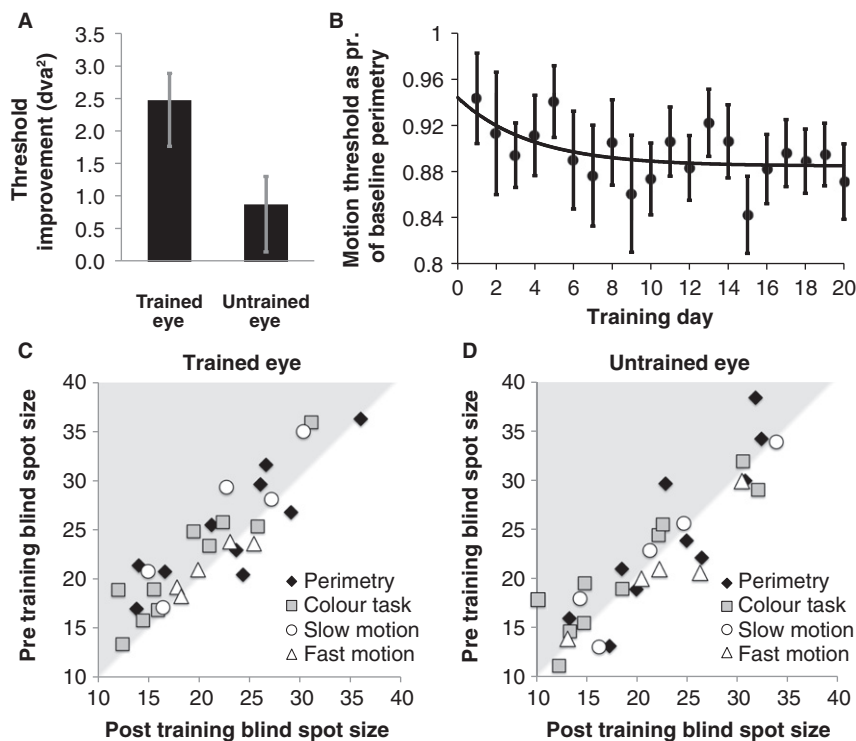 A
Threshold
improvement (dva²)
3.5
3.0
2.5
2.0
1.5
1.0
0.5
0.0
Trained
eye
Untrained
eye
B
Motion threshold as pr.
of baseline perimetry
1
0.96
0.92
0.88
0.84
0.8
0 2 4 6 8 10 12 14 16 18 20
Training day
C
Trained eye
Pre training blind spot size
40
35
30
25
20
15
10
Perimetry
Colour task
Slow motion
Fast motion
10 15 20 25 30 35 40
Post training blind spot size
D
Untrained eye
Pre training blind spot size
40
35
30
25
20
15
10
Perimetry
Colour task
Slow motion
Fast motion
10 15 20 25 30 35 40
Post training blind spot size